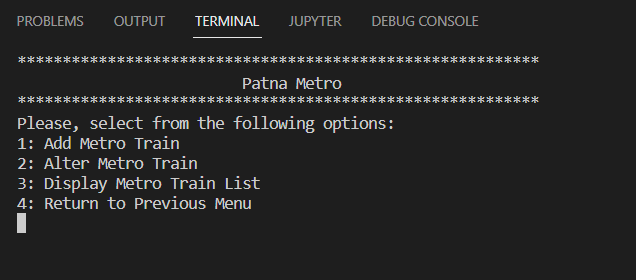 PROBLEMS OUTPUT TERMINAL JUPYTER DEBUG CONSOLE
**********************************************************
Patna Metro
**********************************************************
Please, select from the following options:
1: Add Metro Train
2: Alter Metro Train
3: Display Metro Train List
4: Return to Previous Menu